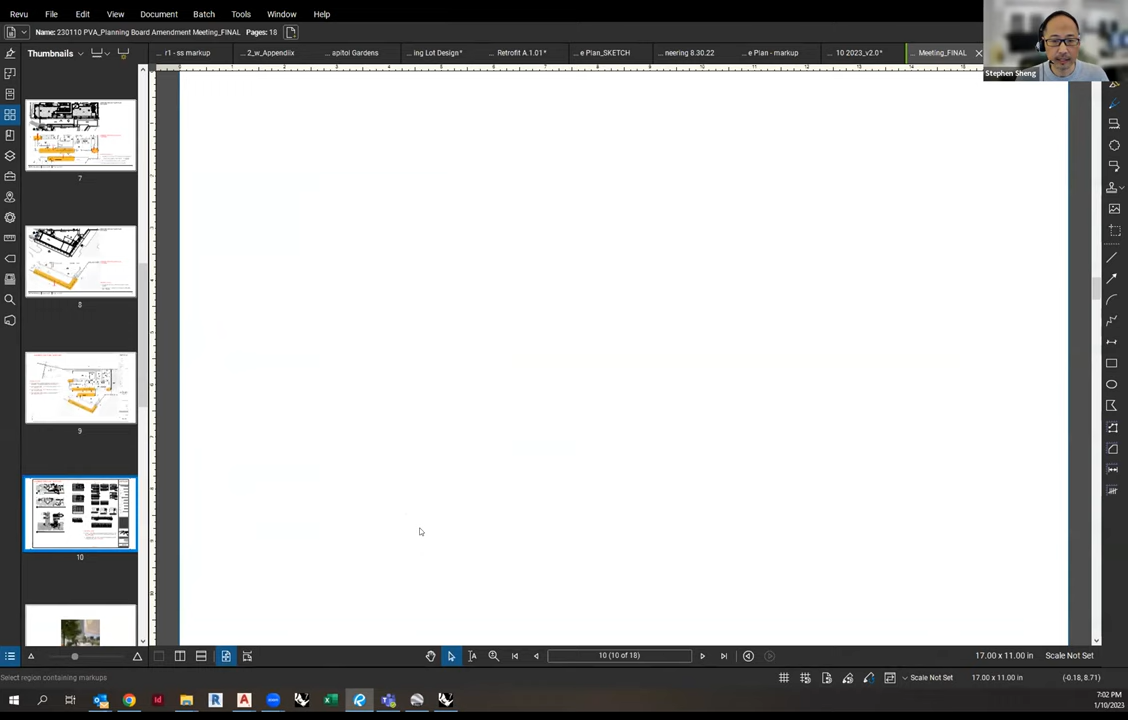 Revu File Edit View Document Batch Tools Window Help
Name: 230110 PVA_Planning Board Amendment Meeting_FINAL Pages: 18
Thumbnails
... r1 - ss markup ... 2_w_Appendix ... apitol Gardens ... ing Lot Design* ... Retrofit A.1.01* ... e Plan_SKETCH ... neering 8.30.22 ... e Plan - markup ... 10 2023_v2.0* ... Meeting_FINAL
Stephen Sheng
7
8
9
10
10 (10 of 18)
17.00 x 11.00 in Scale Not Set
Select region containing markups
Scale Not Set 17.00 x 11.00 in (-0.18, 8.71)
7:02 PM
1/10/2023